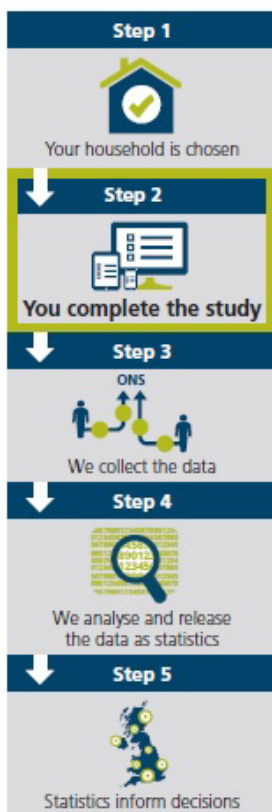 Step 1
Your household is chosen
Step 2
You complete the study
Step 3
ONS
We collect the data
Step 4
We analyse and release
the data as statistics
Step 5
Statistics inform decisions